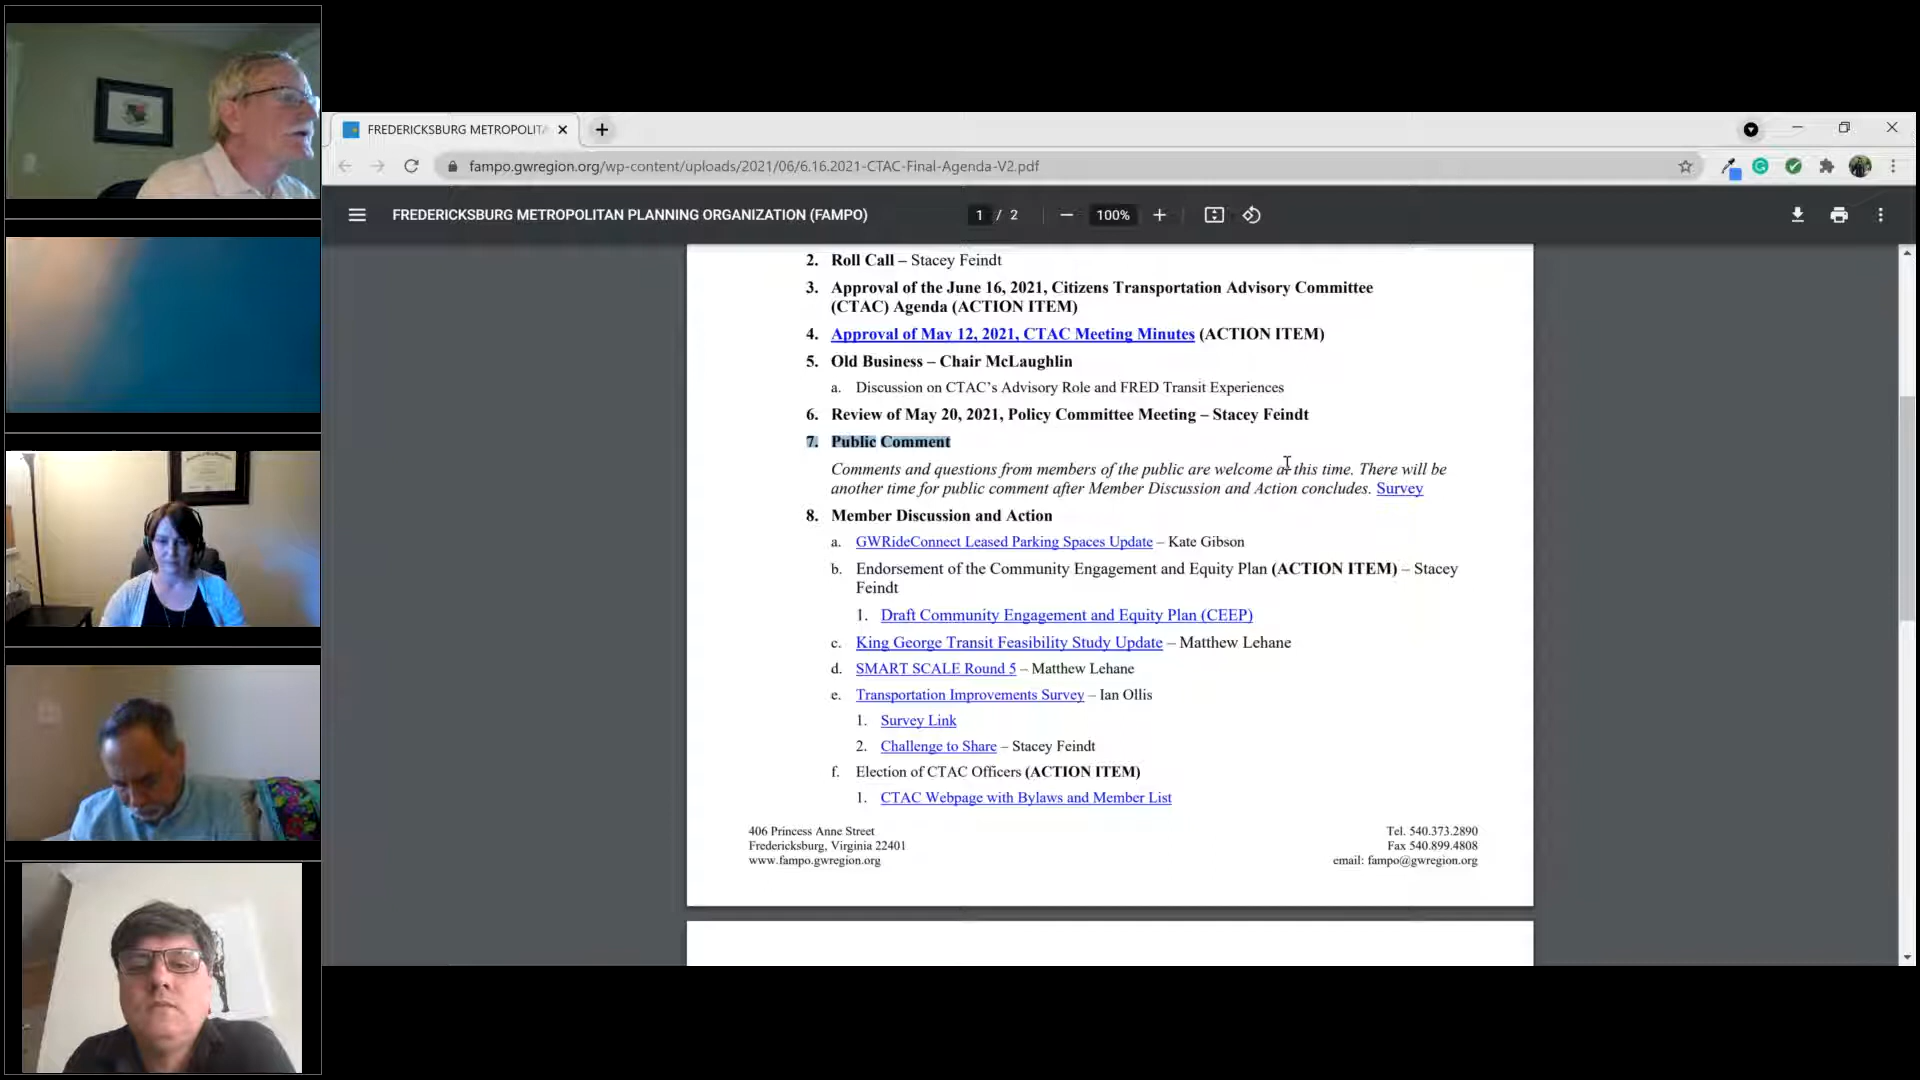 FREDERICKSBURG METROPOLITA
fampo.gwregion.org/wp-content/uploads/2021/06/6.16.2021-CTAC-Final-Agenda-V2.pdf
FREDERICKSBURG METROPOLITAN PLANNING ORGANIZATION (FAMPO)
1 / 2
100%
2. Roll Call – Stacey Feindt
3. Approval of the June 16, 2021, Citizens Transportation Advisory Committee
(CTAC) Agenda (ACTION ITEM)
4. Approval of May 12, 2021, CTAC Meeting Minutes (ACTION ITEM)
5. Old Business – Chair McLaughlin
a. Discussion on CTAC’s Advisory Role and FRED Transit Experiences
6. Review of May 20, 2021, Policy Committee Meeting – Stacey Feindt
7. Public Comment
Comments and questions from members of the public are welcome at this time. There will be
another time for public comment after Member Discussion and Action concludes. Survey
8. Member Discussion and Action
a. GWRideConnect Leased Parking Spaces Update – Kate Gibson
b. Endorsement of the Community Engagement and Equity Plan (ACTION ITEM) – Stacey
Feindt
1. Draft Community Engagement and Equity Plan (CEEP)
c. King George Transit Feasibility Study Update – Matthew Lehane
d. SMART SCALE Round 5 – Matthew Lehane
e. Transportation Improvements Survey – Ian Ollis
1. Survey Link
2. Challenge to Share – Stacey Feindt
f. Election of CTAC Officers (ACTION ITEM)
1. CTAC Webpage with Bylaws and Member List
406 Princess Anne Street
Fredericksburg, Virginia 22401
www.fampo.gwregion.org
Tel. 540.373.2890
Fax 540.899.4808
email: fampo@gwregion.org